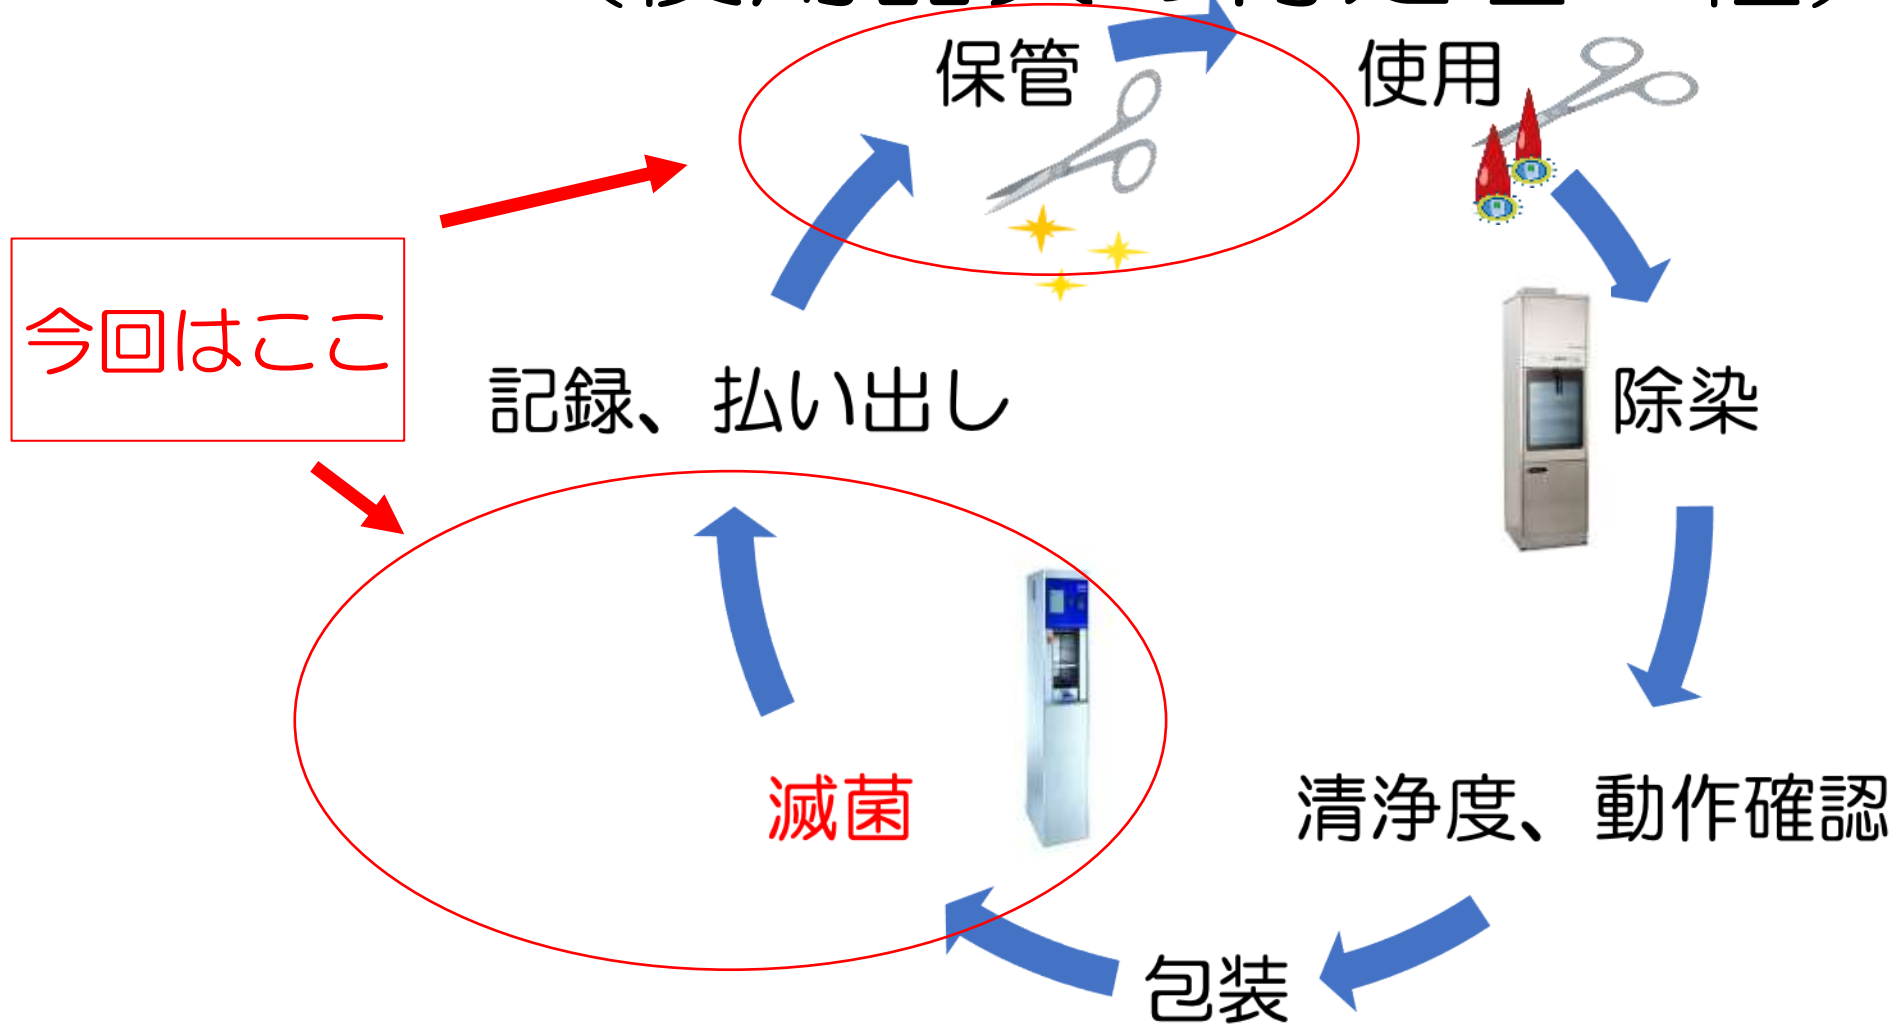 保管
使用
今回はここ
記録、払い出し
除染
滅菌
清浄度、動作確認
包装